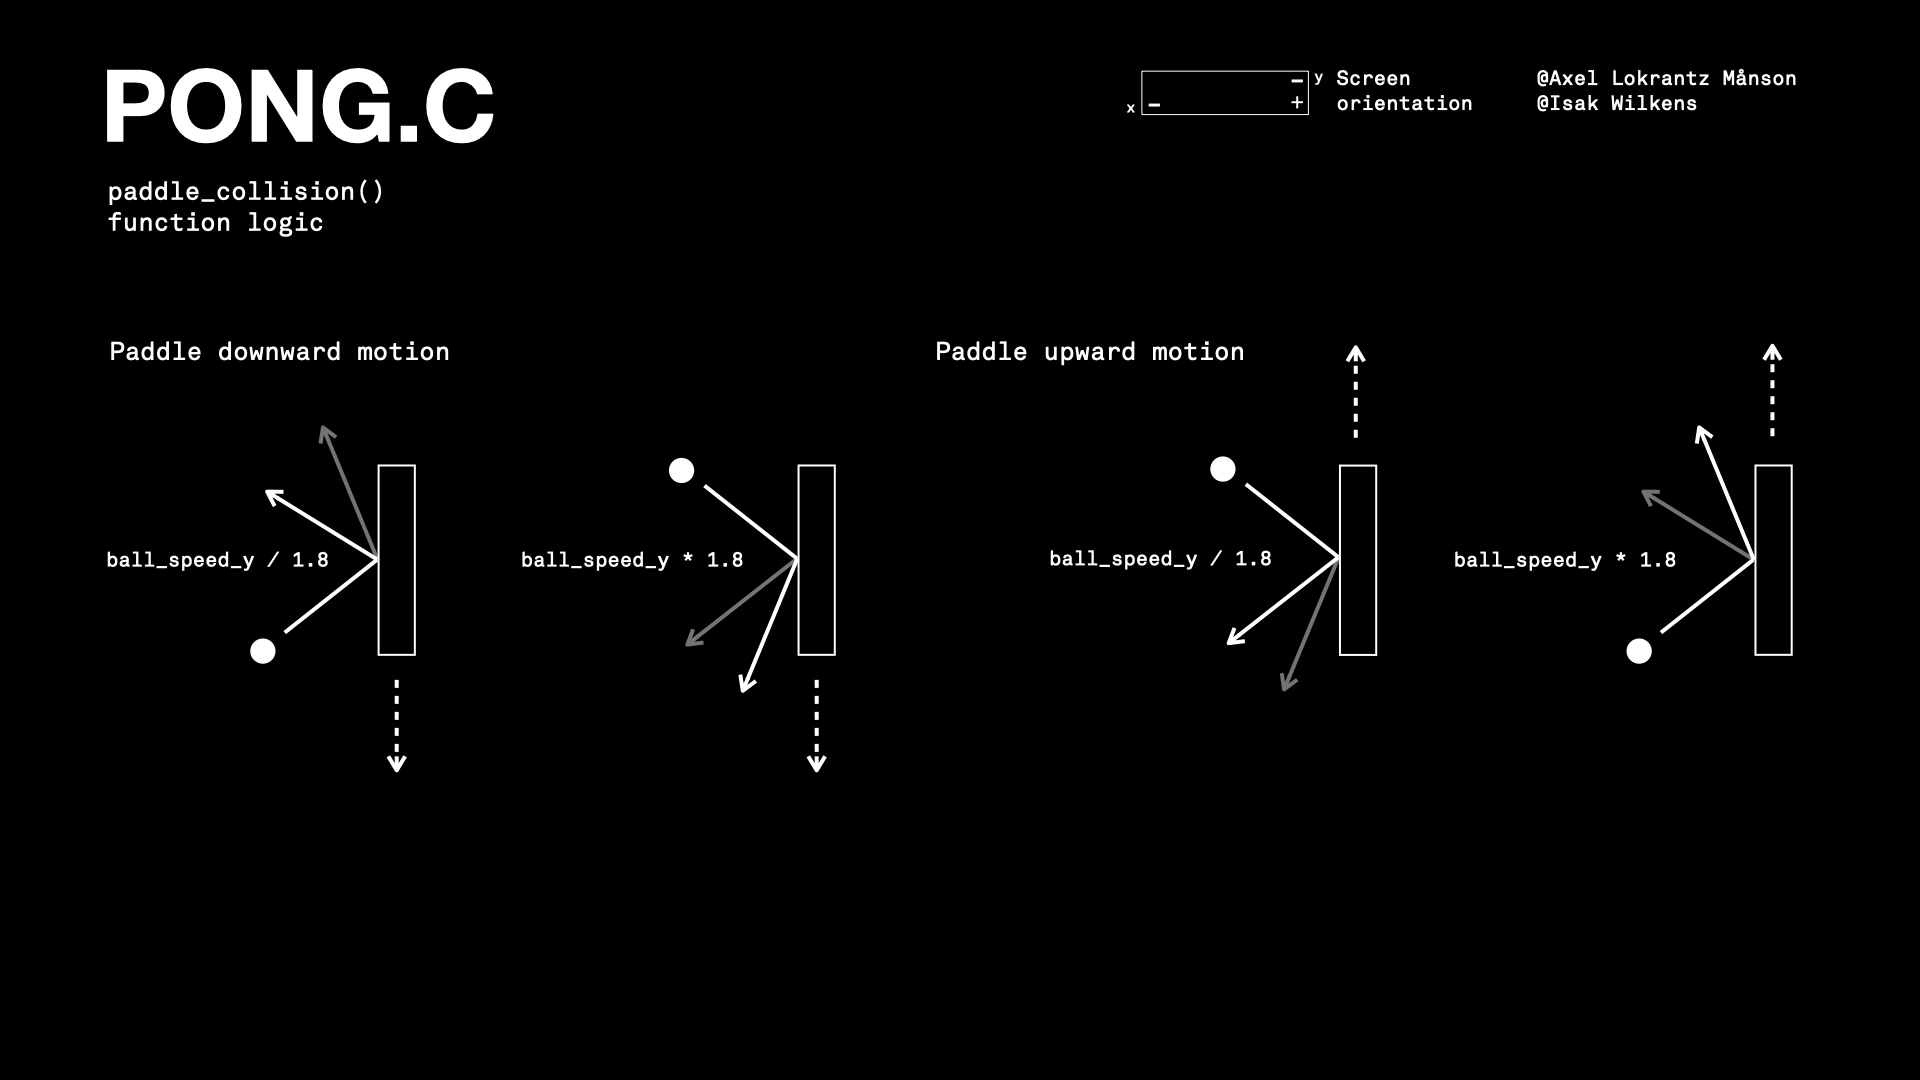 PONG.C
paddle_collision()
function logic
x
−
−
+
y
Screen
orientation
@Axel Lokrantz Månson
@Isak Wilkens
Paddle downward motion
Paddle upward motion
ball_speed_y / 1.8
ball_speed_y * 1.8
ball_speed_y / 1.8
ball_speed_y * 1.8